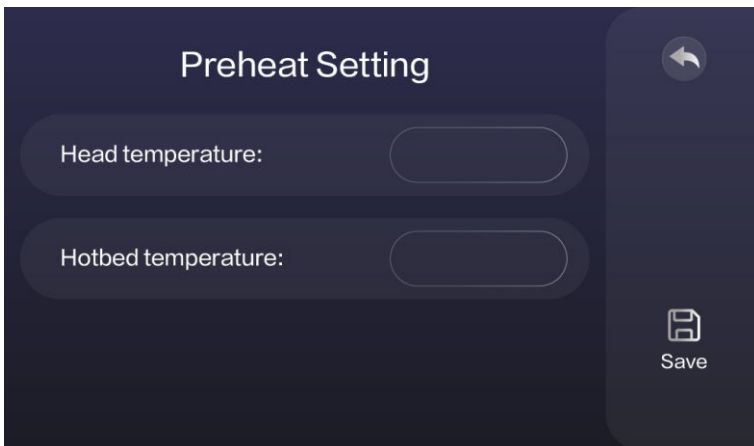 Preheat Setting
Head temperature:
Hotbed temperature:
Save